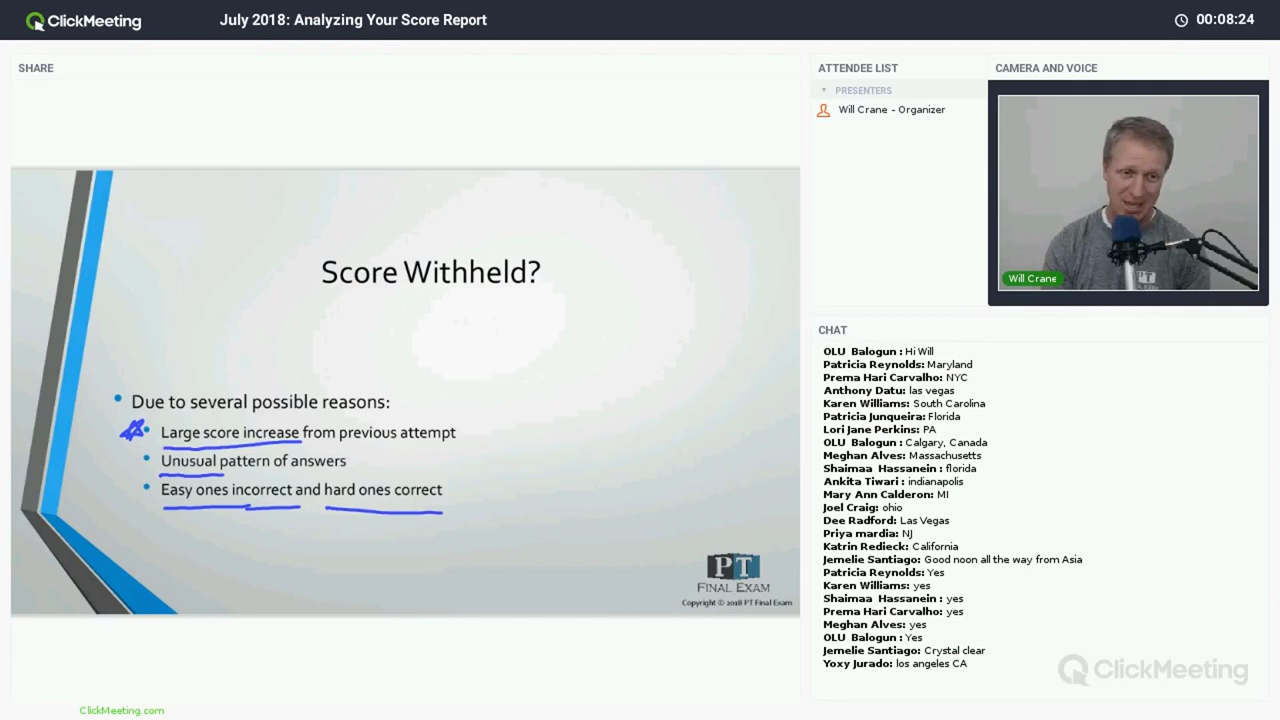 ClickMeeting
July 2018: Analyzing Your Score Report
00:08:24
SHARE
Score Withheld?
Due to several possible reasons:
Large score increase from previous attempt
Unusual pattern of answers
Easy ones incorrect and hard ones correct
PT
FINAL EXAM
Copyright © 2018 PT Final Exam
ClickMeeting.com
ATTENDEE LIST
PRESENTERS
Will Crane - Organizer
CAMERA AND VOICE
PT
Will Crane
CHAT
OLU Balogun : Hi Will
Patricia Reynolds: Maryland
Prema Hari Carvalho: NYC
Anthony Datu: las vegas
Karen Williams: South Carolina
Patricia Junqueira: Florida
Lori Jane Perkins: PA
OLU Balogun : Calgary, Canada
Meghan Alves: Massachusetts
Shaimaa Hassanein : florida
Ankita Tiwari : indianapolis
Mary Ann Calderon: MI
Joel Craig: ohio
Dee Radford: Las Vegas
Priya mardia: NJ
Katrin Redieck: California
Jemelie Santiago: Good noon all the way from Asia
Patricia Reynolds: Yes
Karen Williams: yes
Shaimaa Hassanein : yes
Prema Hari Carvalho: yes
Meghan Alves: yes
OLU Balogun : Yes
Jemelie Santiago: Crystal clear
Yoxy Jurado: los angeles CA
ClickMeeting